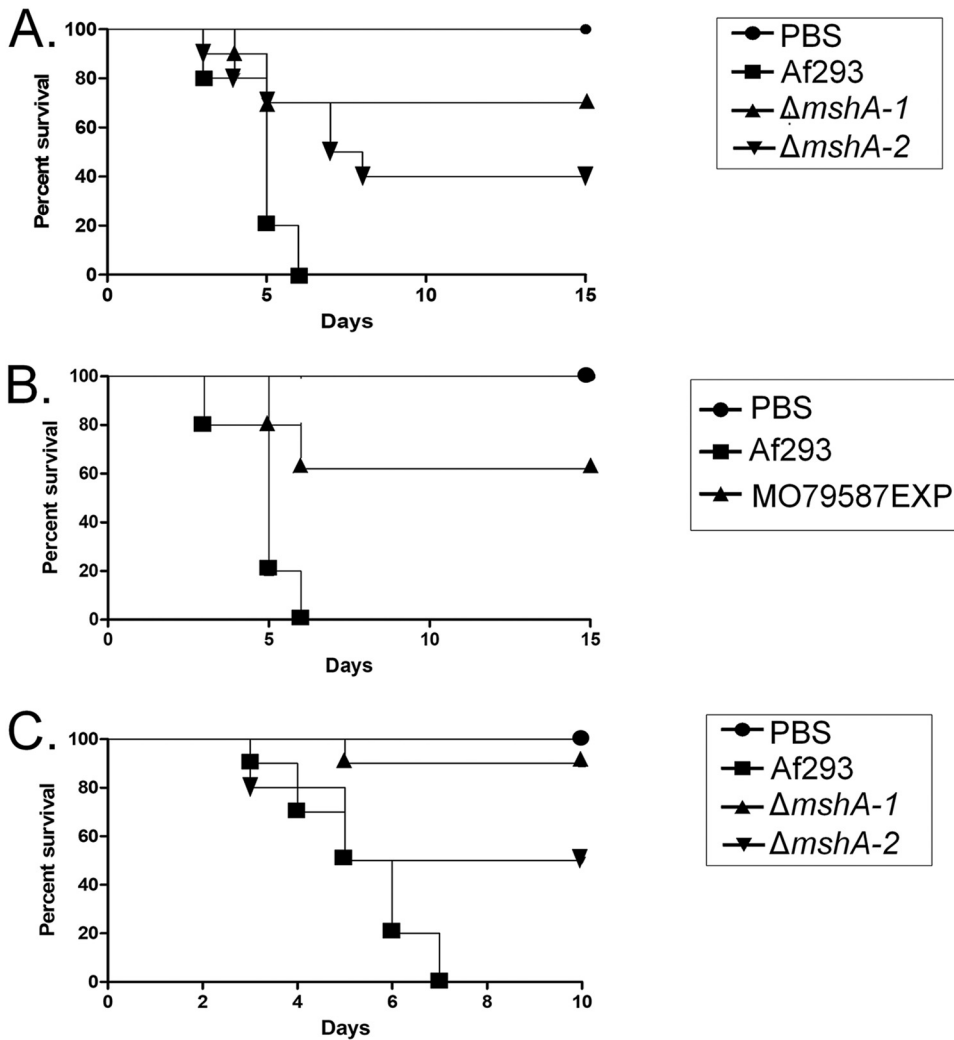 A.
Percent survival
100
80
60
40
20
0
0 5 10 15
Days
PBS
Af293
ΔmshA-1
ΔmshA-2
B.
Percent survival
100
80
60
40
20
0
0 5 10 15
Days
PBS
Af293
MO79587EXP
C.
Percent survival
100
80
60
40
20
0
0 2 4 6 8 10
Days
PBS
Af293
ΔmshA-1
ΔmshA-2